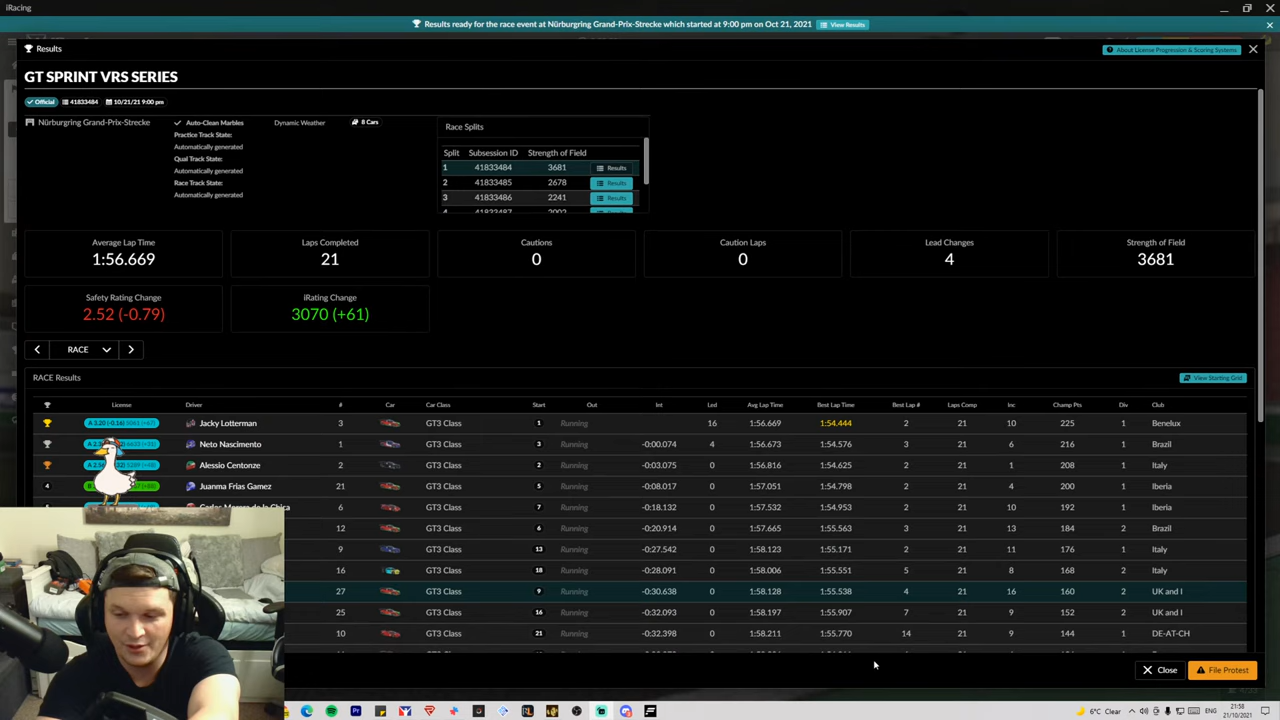 iRacing
Results ready for the race event at Nürburgring Grand-Prix-Strecke which started at 9:00 pm on Oct 21, 2021 View Results
Results About License Progression & Scoring Systems
GT SPRINT VRS SERIES
Official 41833484 10/21/21 9:00 pm
Nürburgring Grand-Prix-Strecke Auto-Clean Marbles Dynamic Weather 8 Cars
Practice Track State:
Automatically generated
Qual Track State:
Automatically generated
Race Track State:
Automatically generated
Race Splits
Split Subsession ID Strength of Field
1 41833484 3681 Results
2 41833485 2678 Results
3 41833486 2241 Results
4 41833487 2002
Average Lap Time Laps Completed Cautions Caution Laps Lead Changes Strength of Field
1:56.669 21 0 0 4 3681
Safety Rating Change iRating Change
2.52 (-0.79) 3070 (+61)
RACE
RACE Results View Starting Grid
License Driver # Car Car Class Start Out Int Led Avg Lap Time Best Lap Time Best Lap # Laps Comp Inc Champ Pts Div Club
A 3.20 (-0.16) 5061 (+67) Jacky Lotterman 3 GT3 Class 1 Running 16 1:56.669 1:54.444 2 21 10 225 1 Benelux
Neto Nascimento 1 GT3 Class 3 Running -0:00.074 4 1:56.673 1:54.576 3 21 6 216 1 Brazil
Alessio Centonze 2 GT3 Class 2 Running -0:03.075 0 1:56.816 1:54.625 2 21 1 208 1 Italy
4 Juanma Frias Gamez 21 GT3 Class 5 Running -0:08.017 0 1:57.051 1:54.798 2 21 4 200 1 Iberia
6 GT3 Class 7 Running -0:18.132 0 1:57.532 1:54.953 2 21 10 192 1 Iberia
12 GT3 Class 6 Running -0:20.914 0 1:57.665 1:55.563 3 21 13 184 2 Brazil
9 GT3 Class 13 Running -0:27.542 0 1:58.123 1:55.171 2 21 11 176 1 Italy
16 GT3 Class 18 Running -0:28.091 0 1:58.006 1:55.551 5 21 8 168 2 Italy
27 GT3 Class 9 Running -0:30.638 0 1:58.128 1:55.538 4 21 16 160 2 UK and I
25 GT3 Class 16 Running -0:32.093 0 1:58.197 1:55.907 7 21 9 152 2 UK and I
10 GT3 Class 21 Running -0:32.398 0 1:58.211 1:55.770 14 21 9 144 1 DE-AT-CH
Close File Protest
6°C Clear ENG 21:58
21/10/2021